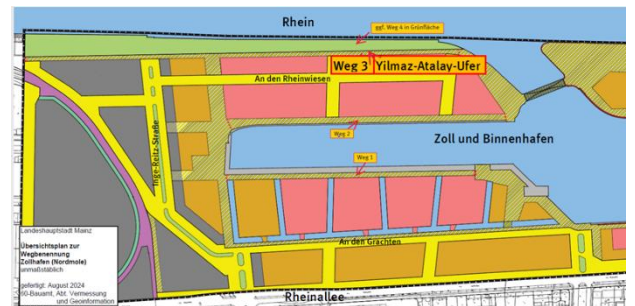 Rhein
ggf. Weg 4 in Grünfläche
Weg 3 Yilmaz-Atalay-Ufer
An den Rheinwiesen
Weg 2
Zoll und Binnenhafen
Inge-Reitz-Straße
Weg 1
An den Grachten
Landeshauptstadt
Mainz
Übersichtsplan zur
Wegbenennung
Zollhafen (Nordmole)
unmaßstäblich
gefertigt: August 2024
60-Bauamt, Abt. Vermessung
und Geoinformation
Rheinallee